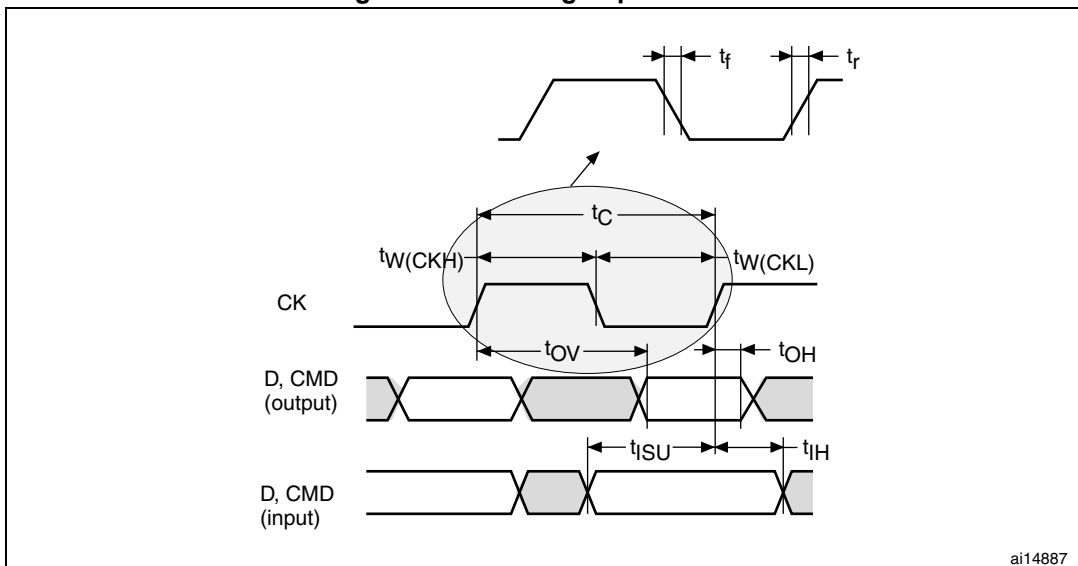 tf
tr
tC
tW(CKH)
tW(CKL)
CK
tOV
tOH
D, CMD
(output)
tISU
tIH
D, CMD
(input)
ai14887